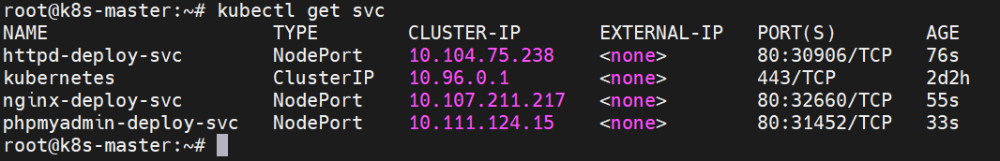 root@k8s-master:~# kubectl get svc
NAME TYPE CLUSTER-IP EXTERNAL-IP PORT(S) AGE
httpd-deploy-svc NodePort 10.104.75.238 <none> 80:30906/TCP 76s
kubernetes ClusterIP 10.96.0.1 <none> 443/TCP 2d2h
nginx-deploy-svc NodePort 10.107.211.217 <none> 80:32660/TCP 55s
phpmyadmin-deploy-svc NodePort 10.111.124.15 <none> 80:31452/TCP 33s
root@k8s-master:~#